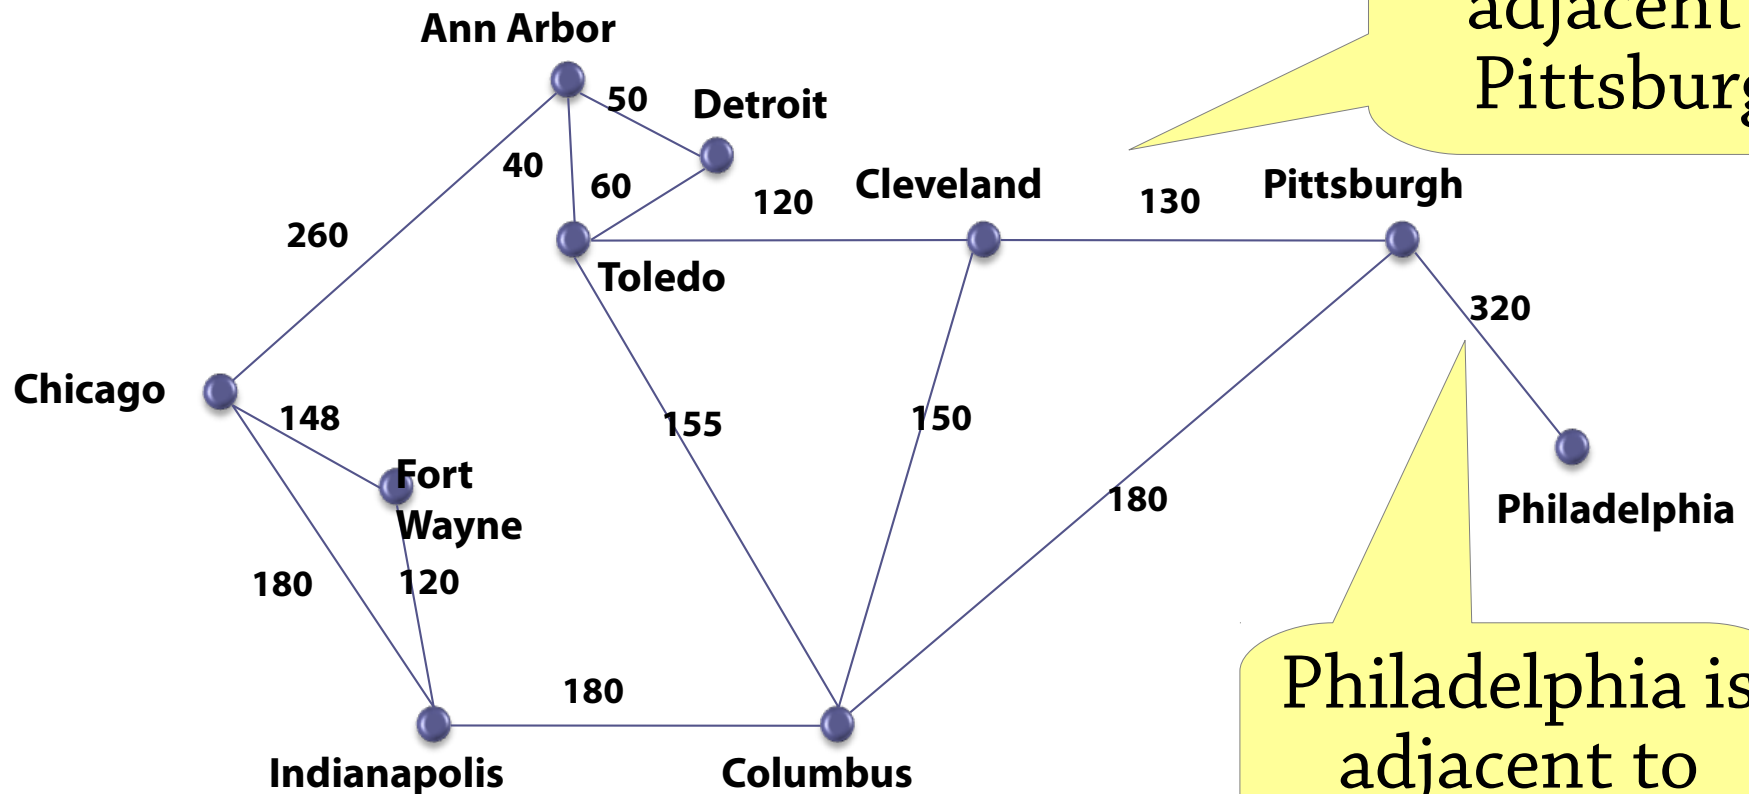 Ann Arbor
adjacent
Pittsburg
50
Detroit
40
60
120
Cleveland
130
Pittsburgh
260
Toledo
320
Chicago
148
155
150
Fort
Wayne
180
Philadelphia
180
120
Philadelphia is
adjacent to
180
Indianapolis
Columbus